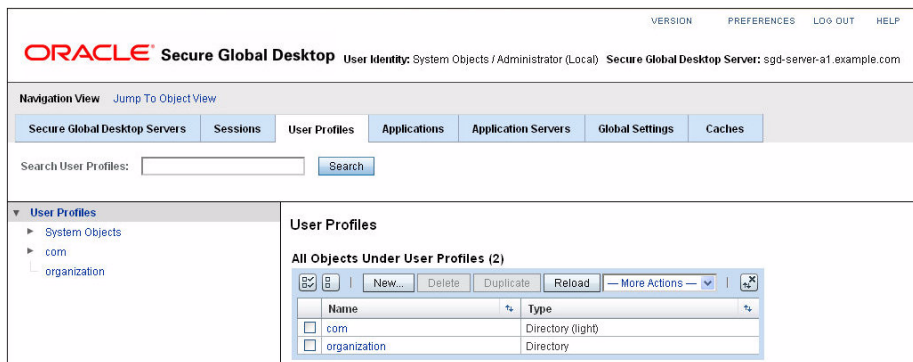 VERSION PREFERENCES LOG OUT HELP
ORACLE Secure Global Desktop User Identity: System Objects / Administrator (Local) Secure Global Desktop Server: sgd-server-a1.example.com
Navigation View Jump To Object View
Secure Global Desktop Servers Sessions User Profiles Applications Application Servers Global Settings Caches
Search User Profiles: Search
User Profiles
System Objects
com
organization
User Profiles
All Objects Under User Profiles (2)
New... Delete Duplicate Reload — More Actions —
Name Type
com Directory (light)
organization Directory